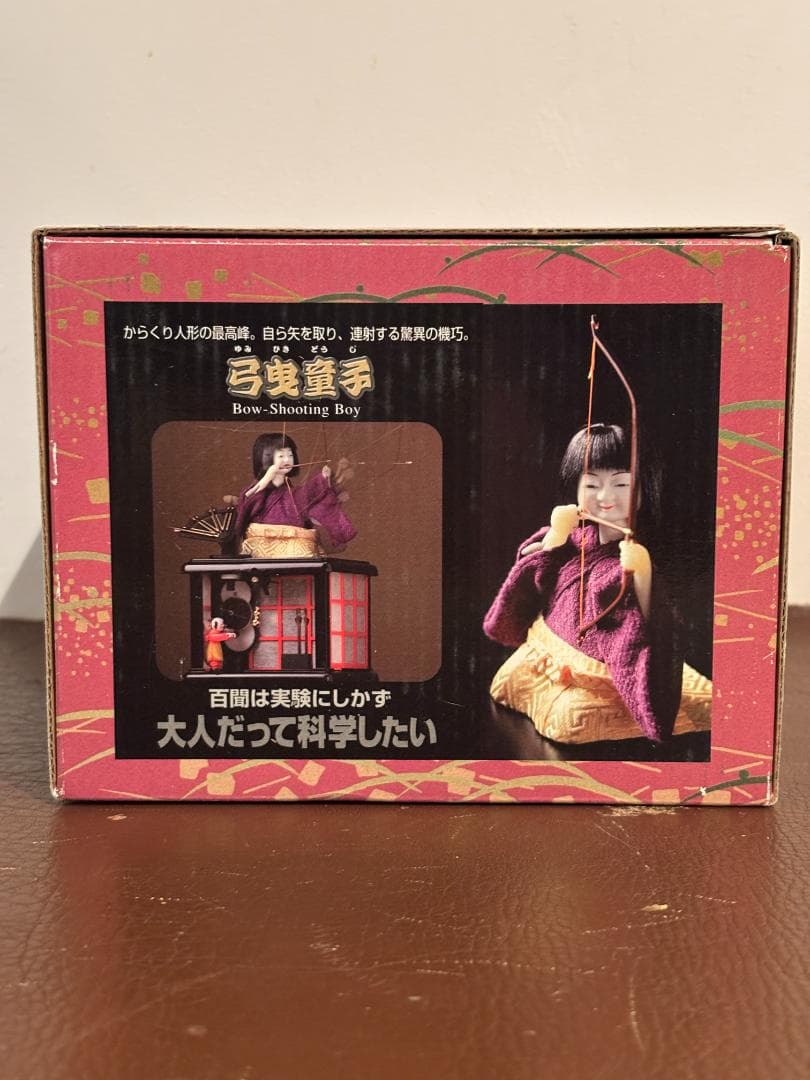 からくり人形の最高峰。自ら矢を取り、連射する驚異の機巧。
ゆみ ひき どう じ
弓曳童子
Bow-Shooting Boy
百聞は実験にしかず
大人だって科学したい